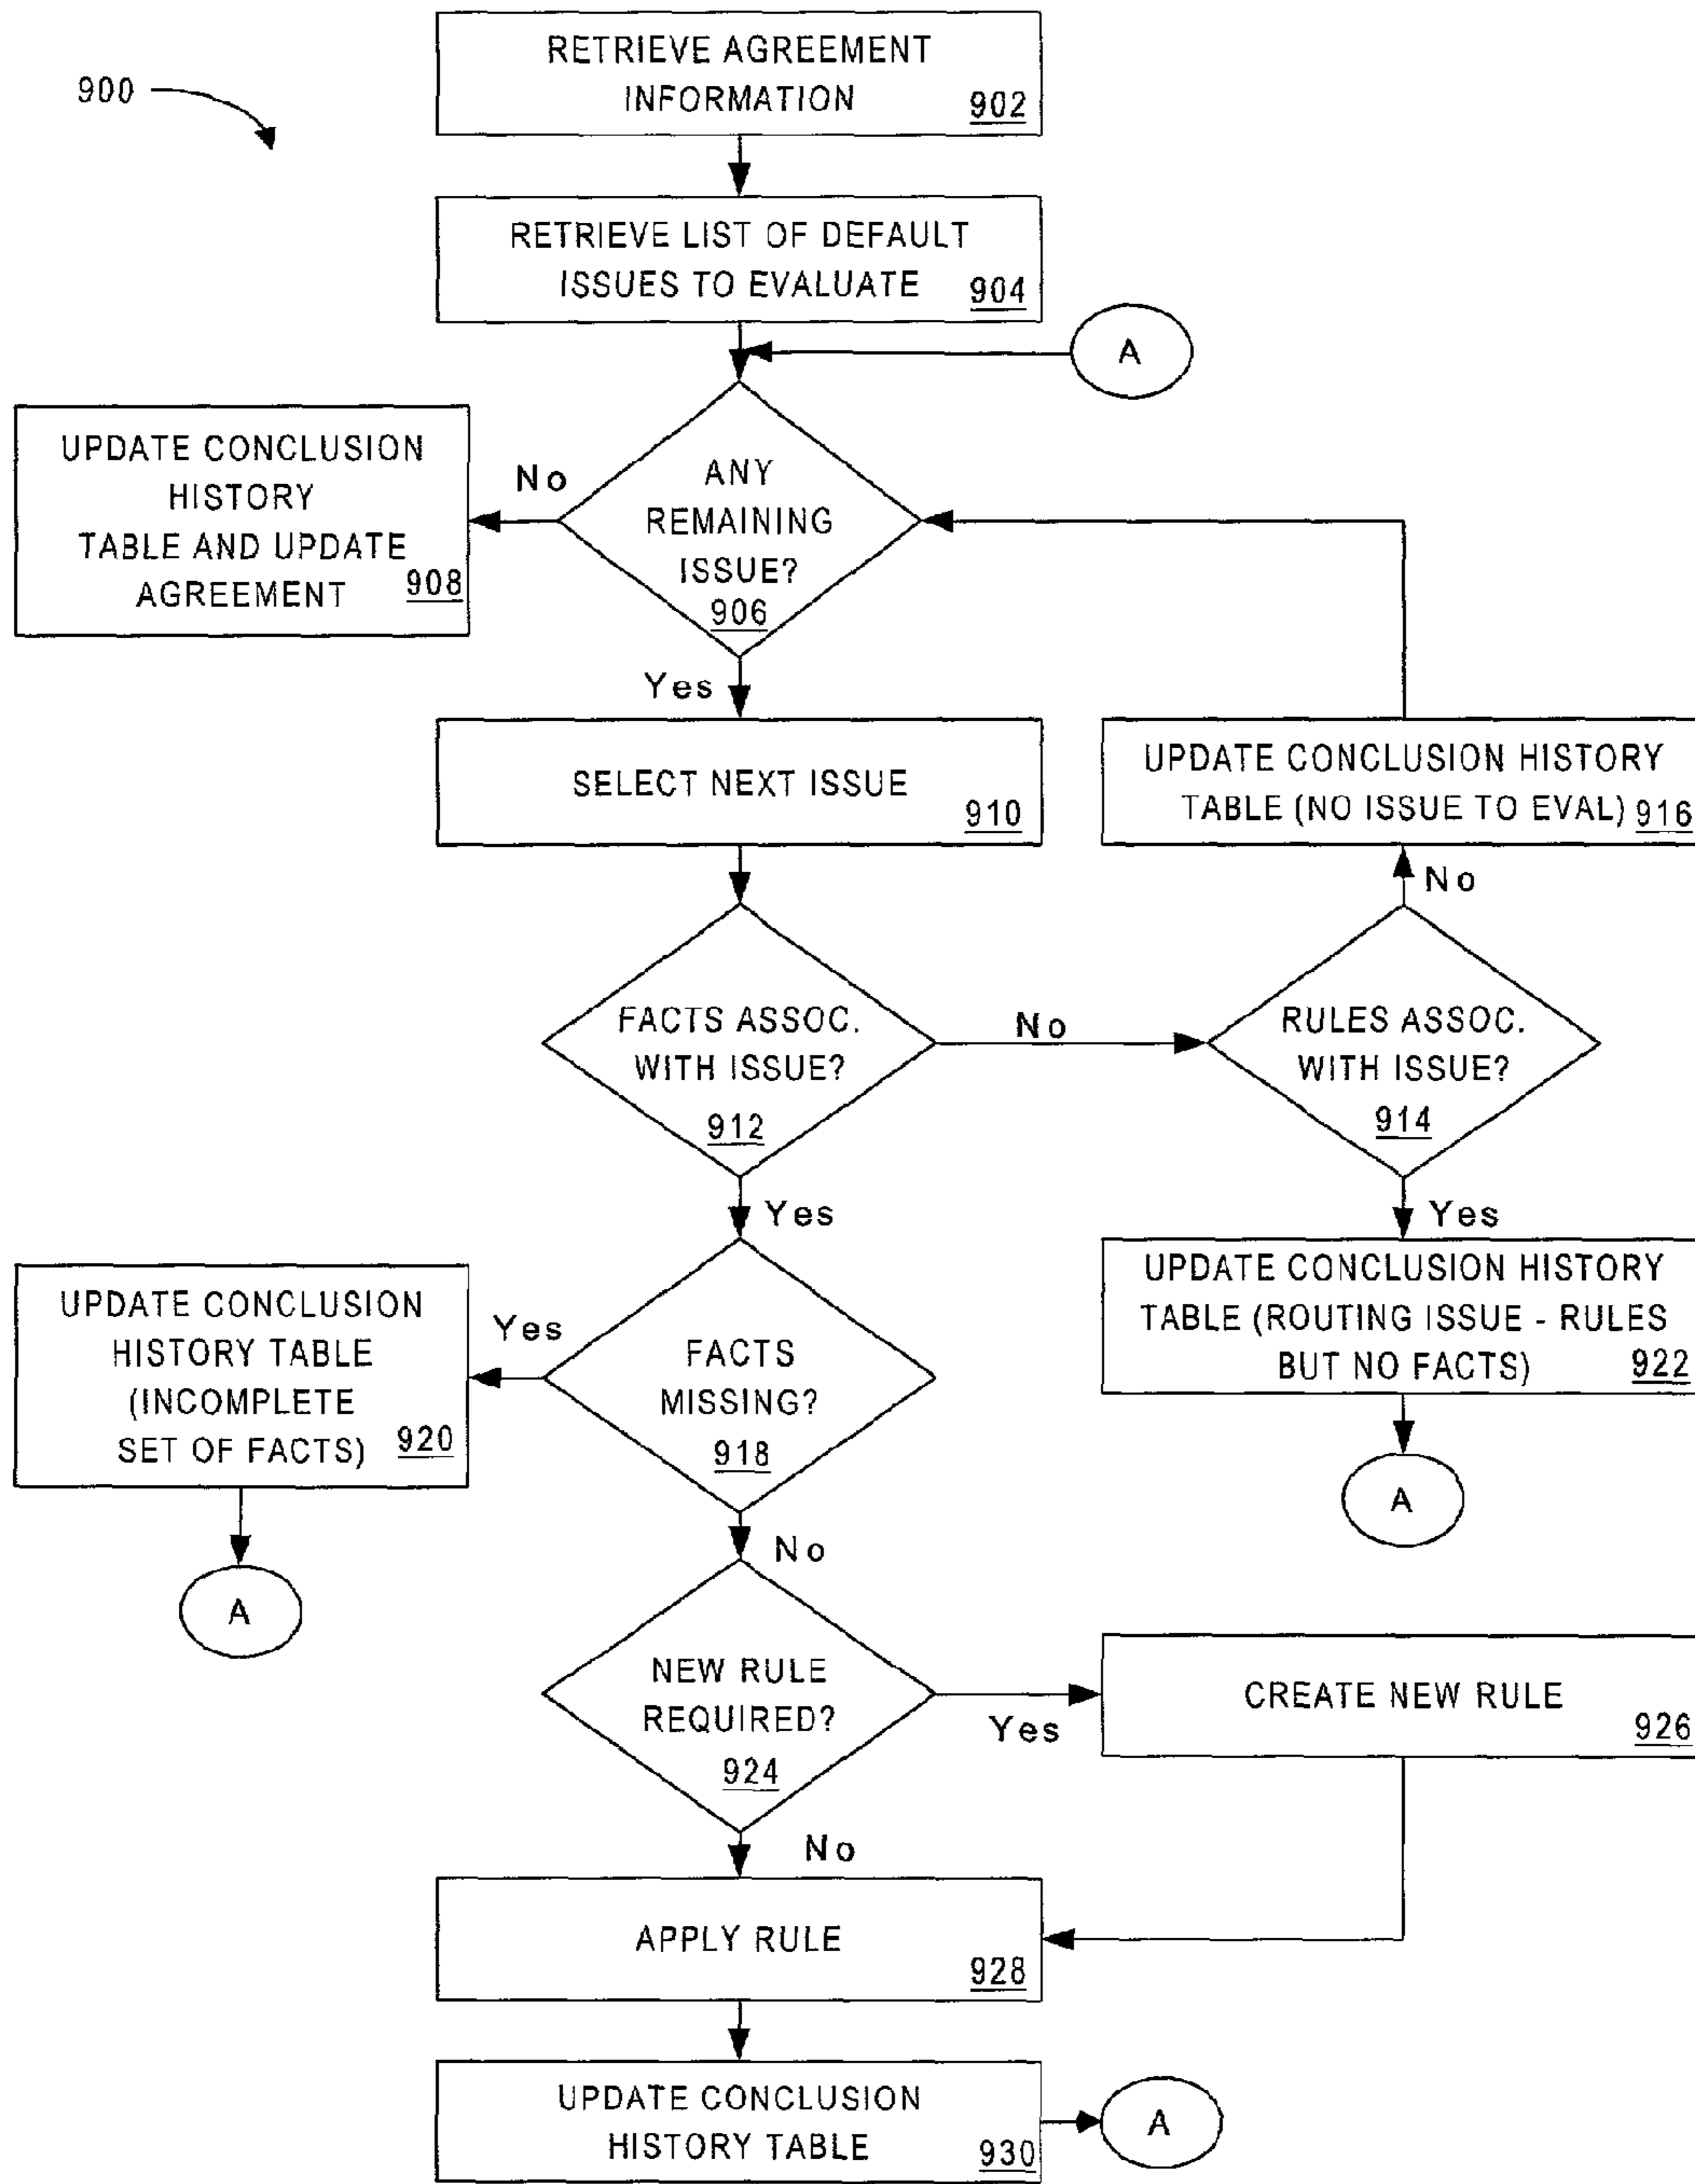 RETRIEVE AGREEMENT
INFORMATION 902
900
RETRIEVE LIST OF DEFAULT
ISSUES TO EVALUATE 904
A
UPDATE CONCLUSION
HISTORY
TABLE AND UPDATE
AGREEMENT 908
No
ANY
REMAINING
ISSUE?
906
Yes
SELECT NEXT ISSUE
910
UPDATE CONCLUSION HISTORY
TABLE (NO ISSUE TO EVAL) 916
No
FACTS ASSOC.
WITH ISSUE?
912
No
RULES ASSOC.
WITH ISSUE?
914
Yes
Yes
UPDATE CONCLUSION
HISTORY TABLE
(INCOMPLETE
SET OF FACTS) 920
Yes
FACTS
MISSING?
918
UPDATE CONCLUSION HISTORY
TABLE (ROUTING ISSUE - RULES
BUT NO FACTS) 922
A
No
A
NEW RULE
REQUIRED?
924
Yes
CREATE NEW RULE
926
No
APPLY RULE
928
UPDATE CONCLUSION
HISTORY TABLE 930
A